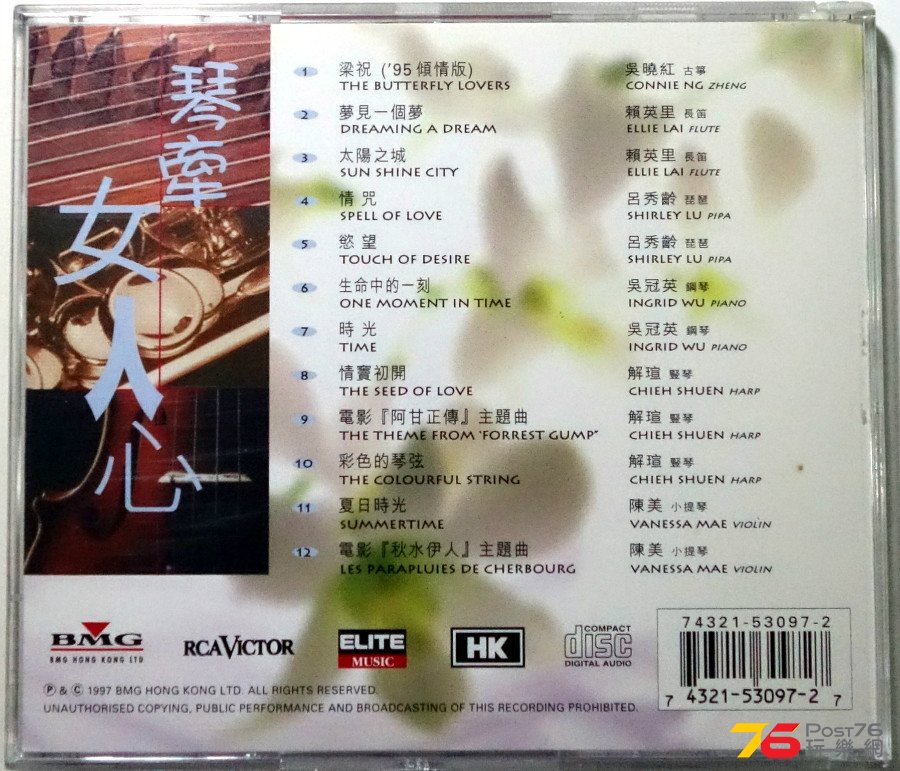 琴牽女人心
1 梁祝 ('95傾情版) 吳曉紅 古箏
THE BUTTERFLY LOVERS CONNIE NG ZHENG
2 夢見一個夢 賴英里 長笛
DREAMING A DREAM ELLIE LAI FLUTE
3 太陽之城 賴英里 長笛
SUN SHINE CITY ELLIE LAI FLUTE
4 情咒 呂秀齡 琵琶
SPELL OF LOVE SHIRLEY LU PIPA
5 慾望 呂秀齡 琵琶
TOUCH OF DESIRE SHIRLEY LU PIPA
6 生命中的一刻 吳冠英 鋼琴
ONE MOMENT IN TIME INGRID WU PIANO
7 時光 吳冠英 鋼琴
TIME INGRID WU PIANO
8 情竇初開 解瑄 豎琴
THE SEED OF LOVE CHIEH SHUEN HARP
9 電影『阿甘正傳』主題曲 解瑄 豎琴
THE THEME FROM "FORREST GUMP" CHIEH SHUEN HARP
10 彩色的琴弦 解瑄 豎琴
THE COLOURFUL STRING CHIEH SHUEN HARP
11 夏日時光 陳美 小提琴
SUMMERTIME VANESSA MAE VIOLIN
12 電影『秋水伊人』主題曲 陳美 小提琴
LES PARAPLUIES DE CHERBOURG VANESSA MAE VIOLIN
BMG
BMG HONG KONG LTD
RCA VICTOR
ELITE
MUSIC
HK
COMPACT
disc
DIGITAL AUDIO
74321-53097-2
7 4321-53097-2 7
Ⓟ & © 1997 BMG HONG KONG LTD. ALL RIGHTS RESERVED.
UNAUTHORISED COPYING, PUBLIC PERFORMANCE AND BROADCASTING OF THIS RECORDING PROHIBITED.
76 Post76
玩樂網